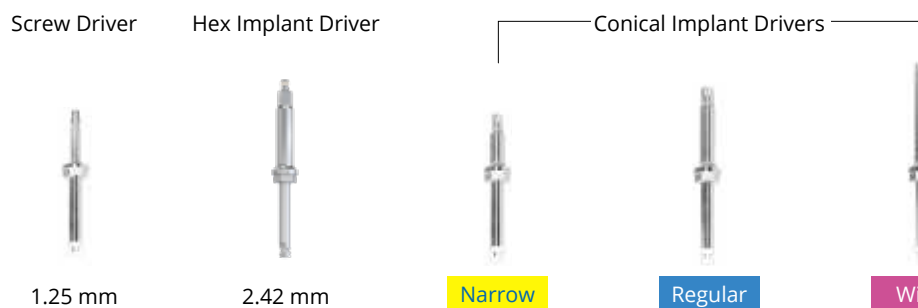 Screw Driver
Hex Implant Driver
Conical Implant Drivers
1.25 mm
2.42 mm
Narrow
Regular